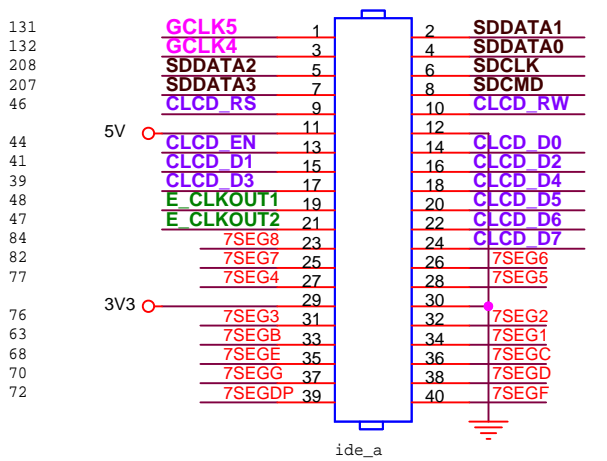 131 GCLK5 1 2 SDDATA1
132 GCLK4 3 4 SDDATA0
208 SDDATA2 5 6 SDCLK
207 SDDATA3 7 8 SDCMD
46 CLCD_RS 9 10 CLCD_RW
5V 11 12
44 CLCD_EN 13 14 CLCD_D0
41 CLCD_D1 15 16 CLCD_D2
39 CLCD_D3 17 18 CLCD_D4
48 E_CLKOUT1 19 20 CLCD_D5
47 E_CLKOUT2 21 22 CLCD_D6
84 7SEG8 23 24 CLCD_D7
82 7SEG7 25 26 7SEG6
77 7SEG4 27 28 7SEG5
3V3 29 30
76 7SEG3 31 32 7SEG2
63 7SEGB 33 34 7SEG1
68 7SEGE 35 36 7SEGC
70 7SEGG 37 38 7SEGD
72 7SEGDP 39 40 7SEGF
ide_a